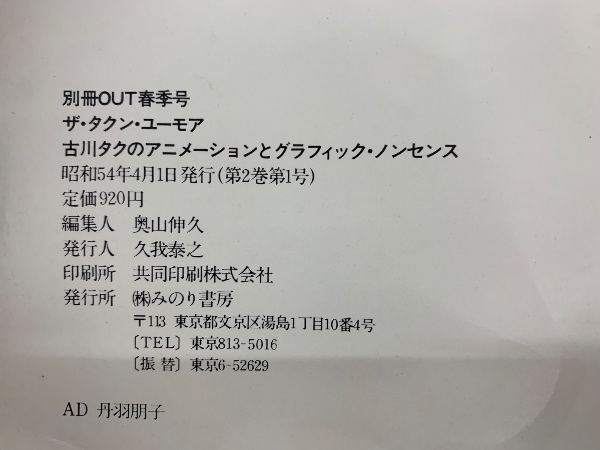 別冊OUT春季号
ザ・タクン・ユーモア
古川タクのアニメーションとグラフィック・ノンセンス
昭和54年4月1日発行(第2巻第1号)
定価920円
編集人 奥山伸久
発行人 久我泰之
印刷所 共同印刷株式会社
発行所 ㈱みのり書房
〒113 東京都文京区湯島1丁目10番4号
〔TEL〕東京813-5016
〔振替〕東京6-52629
AD 丹羽朋子